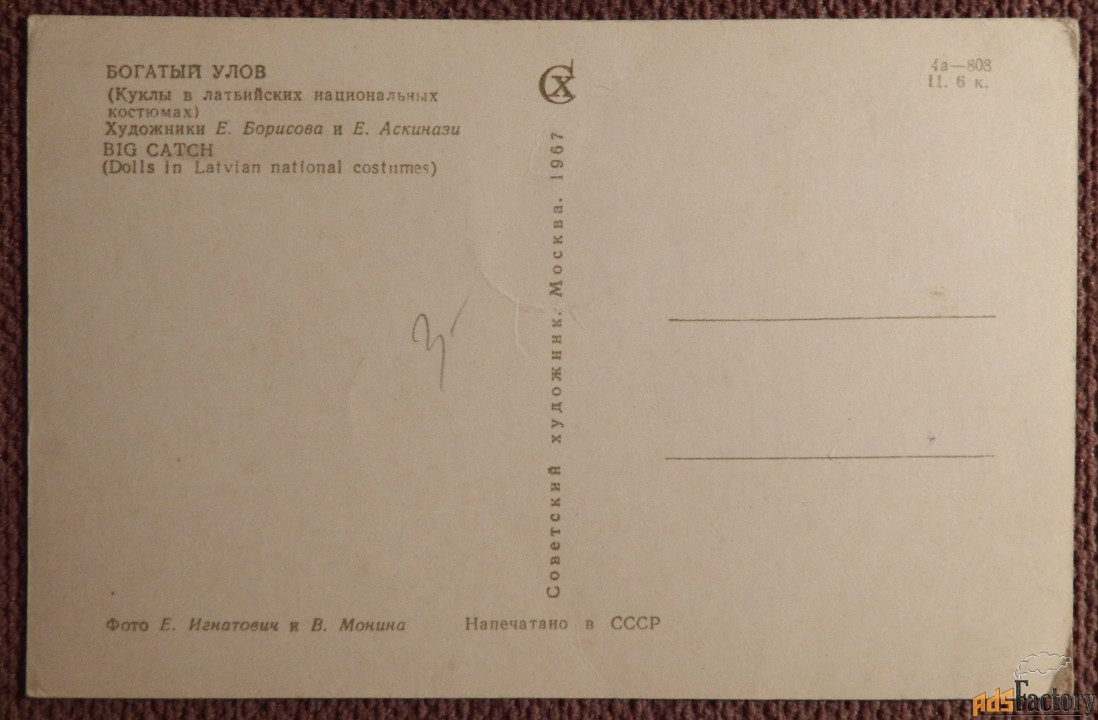 БОГАТЫЙ УЛОВ
(Куклы в латвийских национальных
костюмах)
Художники Е. Борисова и Е. Аскинази
BIG CATCH
(Dolls in Latvian national costumes)
Фото Е. Игнатович и В. Монина
Напечатано в СССР
Советский художник. Москва. 1967
СХ
4а—808
Ц. 6 к.
AdsFactory